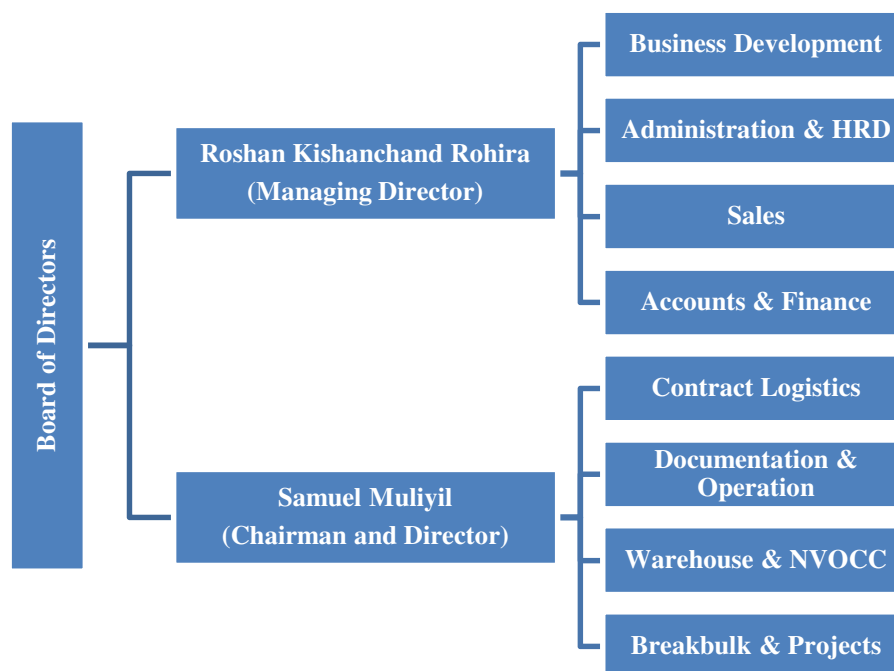 Board of Directors
Roshan Kishanchand Rohira
(Managing Director)
Business Development
Administration & HRD
Sales
Accounts & Finance
Samuel Muliyil
(Chairman and Director)
Contract Logistics
Documentation &
Operation
Warehouse & NVOCC
Breakbulk & Projects